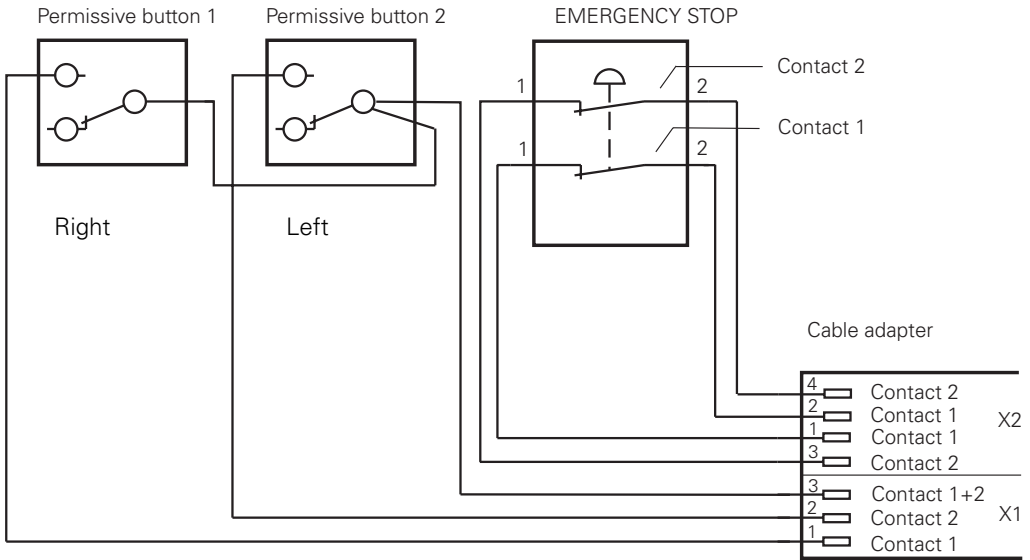 Permissive button 1
Permissive button 2
EMERGENCY STOP
1
2
Contact 2
1
2
Contact 1
Right
Left
Cable adapter
4 Contact 2
2 Contact 1
X2
1 Contact 1
3 Contact 2
3 Contact 1+2
2 Contact 2
X1
1 Contact 1